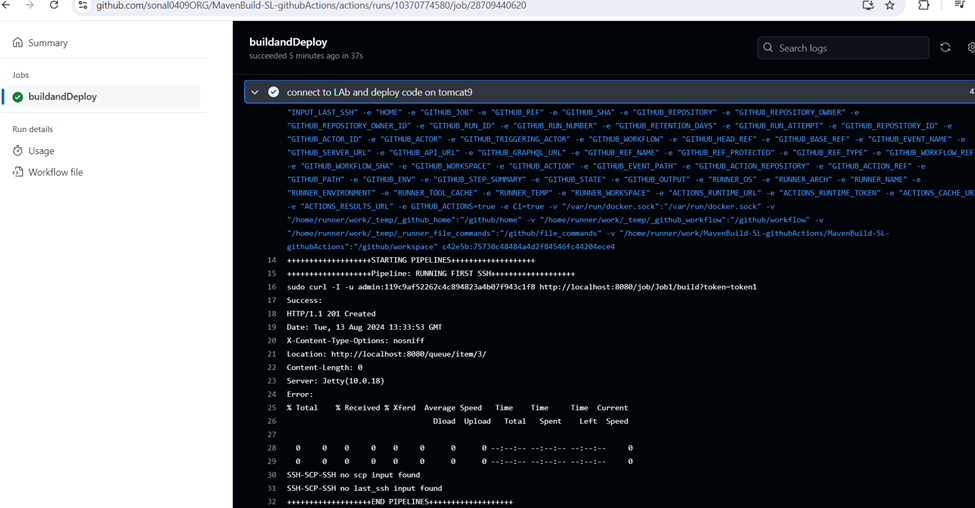 github.com/sonal0409ORG/MavenBuild-SL-githubActions/actions/runs/10370774580/job/28709440620
Summary
Jobs
buildandDeploy
Run details
Usage
Workflow file
buildandDeploy
succeeded 5 minutes ago in 37s
Search logs
connect to LAb and deploy code on tomcat9
4
"INPUT_LAST_SSH" -e "HOME" -e "GITHUB_JOB" -e "GITHUB_REF" -e "GITHUB_SHA" -e "GITHUB_REPOSITORY" -e "GITHUB_REPOSITORY_OWNER" -e
"GITHUB_REPOSITORY_OWNER_ID" -e "GITHUB_RUN_ID" -e "GITHUB_RUN_NUMBER" -e "GITHUB_RETENTION_DAYS" -e "GITHUB_RUN_ATTEMPT" -e "GITHUB_REPOSITORY_ID" -e
"GITHUB_ACTOR_ID" -e "GITHUB_ACTOR" -e "GITHUB_TRIGGERING_ACTOR" -e "GITHUB_WORKFLOW" -e "GITHUB_HEAD_REF" -e "GITHUB_BASE_REF" -e "GITHUB_EVENT_NAME" -e
"GITHUB_SERVER_URL" -e "GITHUB_API_URL" -e "GITHUB_GRAPHQL_URL" -e "GITHUB_REF_NAME" -e "GITHUB_REF_PROTECTED" -e "GITHUB_REF_TYPE" -e "GITHUB_WORKFLOW_REF
-e "GITHUB_WORKFLOW_SHA" -e "GITHUB_WORKSPACE" -e "GITHUB_ACTION" -e "GITHUB_EVENT_PATH" -e "GITHUB_ACTION_REPOSITORY" -e "GITHUB_ACTION_REF" -e
"GITHUB_PATH" -e "GITHUB_ENV" -e "GITHUB_STEP_SUMMARY" -e "GITHUB_STATE" -e "GITHUB_OUTPUT" -e "RUNNER_OS" -e "RUNNER_ARCH" -e "RUNNER_NAME" -e
"RUNNER_ENVIRONMENT" -e "RUNNER_TOOL_CACHE" -e "RUNNER_TEMP" -e "RUNNER_WORKSPACE" -e "ACTIONS_RUNTIME_URL" -e "ACTIONS_RUNTIME_TOKEN" -e "ACTIONS_CACHE_UR
-e "ACTIONS_RESULTS_URL" -e GITHUB_ACTIONS=true -e CI=true -v "/var/run/docker.sock":"/var/run/docker.sock" -v
"/home/runner/work/_temp/_github_home":"/github/home" -v "/home/runner/work/_temp/_github_workflow":"/github/workflow" -v
"/home/runner/work/_temp/_runner_file_commands":"/github/file_commands" -v "/home/runner/work/MavenBuild-SL-githubActions/MavenBuild-SL-
githubActions":"/github/workspace" c42e5b:75730c48484a4d2f84546fc44204ece4
14 +++++++++++++++++++STARTING PIPELINES+++++++++++++++++++
15 +++++++++++++++++++Pipeline: RUNNING FIRST SSH+++++++++++++++++++
16 sudo curl -I -u admin:119c9af52262c4c894823a4b07f943c1f8 http://localhost:8080/job/Job1/build?token=token1
17 Success:
18 HTTP/1.1 201 Created
19 Date: Tue, 13 Aug 2024 13:33:53 GMT
20 X-Content-Type-Options: nosniff
21 Location: http://localhost:8080/queue/item/3/
22 Content-Length: 0
23 Server: Jetty(10.0.18)
24 Error:
25 % Total % Received % Xferd Average Speed Time Time Time Current
26 Dload Upload Total Spent Left Speed
27
28 0 0 0 0 0 0 0 0 --:--:-- --:--:-- --:--:-- 0
29 0 0 0 0 0 0 0 0 --:--:-- --:--:-- --:--:-- 0
30 SSH-SCP-SSH no scp input found
31 SSH-SCP-SSH no last_ssh input found
32 +++++++++++++++++++END PIPELINES+++++++++++++++++++